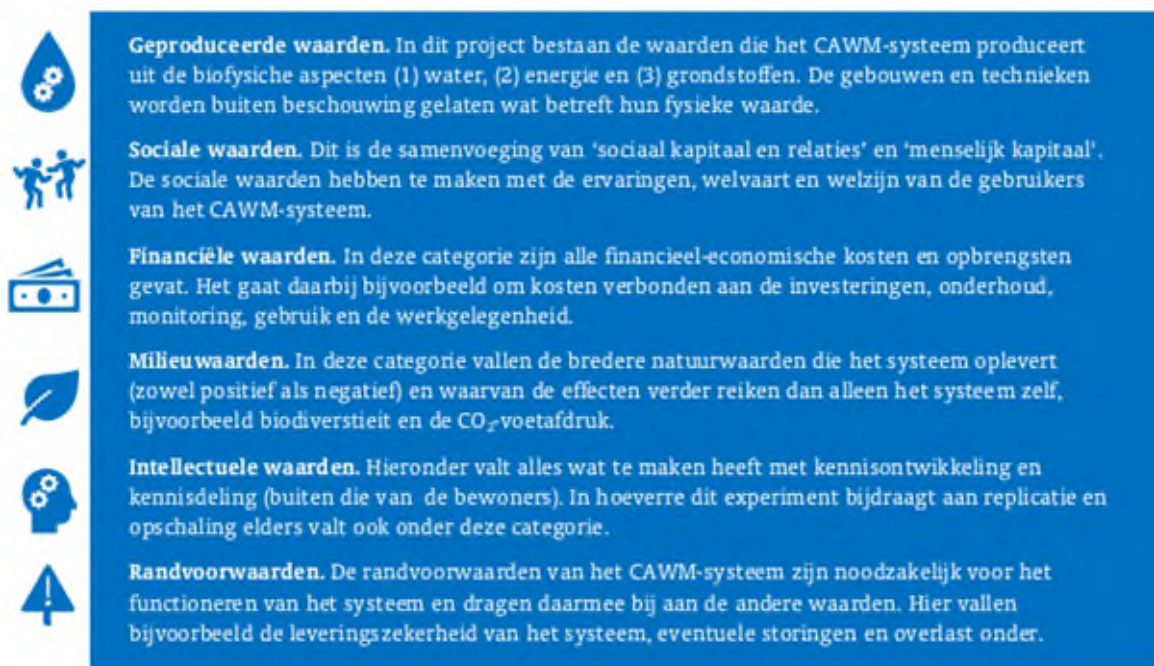 Geproduceerde waarden. In dit project bestaan de waarden die het CAWM-systeem produceert
uit de biofysiche aspecten (1) water, (2) energie en (3) grondstoffen. De gebouwen en technieken
worden buiten beschouwing gelaten wat betreft hun fysieke waarde.
Sociale waarden. Dit is de samenvoeging van ‘sociaal kapitaal en relaties’ en ‘menselijk kapitaal’.
De sociale waarden hebben te maken met de ervaringen, welvaart en welzijn van de gebruikers
van het CAWM-systeem.
Financiële waarden. In deze categorie zijn alle financieel-economische kosten en opbrengsten
gevat. Het gaat daarbij bijvoorbeeld om kosten verbonden aan de investeringen, onderhoud,
monitoring, gebruik en de werkgelegenheid.
Milieuwaarden. In deze categorie vallen de bredere natuurwaarden die het systeem oplevert
(zowel positief als negatief) en waarvan de effecten verder reiken dan alleen het systeem zelf,
bijvoorbeeld biodiverstieit en de CO₂-voetafdruk.
Intellectuele waarden. Hieronder valt alles wat te maken heeft met kennisontwikkeling en
kennisdeling (buiten die van de bewoners). In hoeverre dit experiment bijdraagt aan replicatie en
opschaling elders valt ook onder deze categorie.
Randvoorwaarden. De randvoorwaarden van het CAWM-systeem zijn noodzakelijk voor het
functioneren van het systeem en dragen daarmee bij aan de andere waarden. Hier vallen
bijvoorbeeld de leveringszekerheid van het systeem, eventuele storingen en overlast onder.